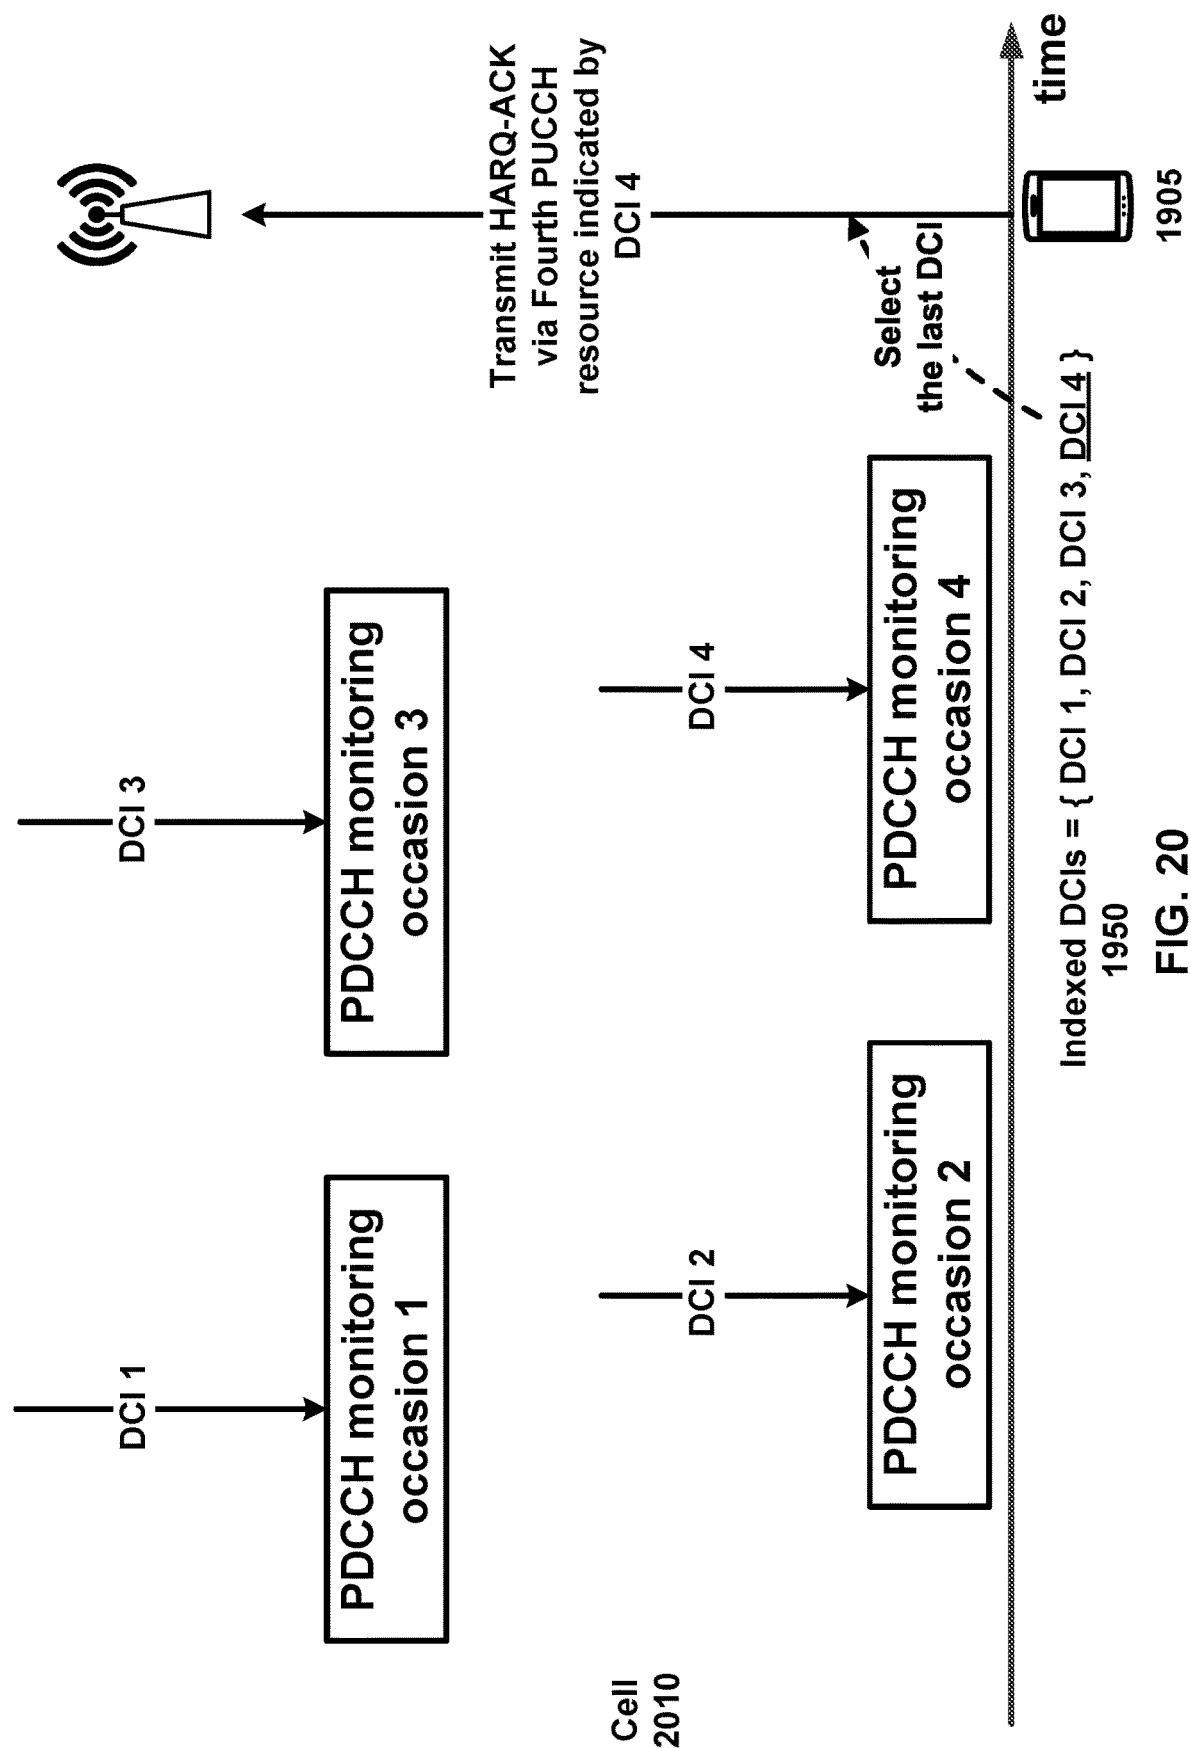 DCI 1
DCI 3
PDCCH monitoring
occasion 1
PDCCH monitoring
occasion 3
Transmit HARQ-ACK
via Fourth PUCCH
resource indicated by
DCI 4
Cell
2010
DCI 2
DCI 4
PDCCH monitoring
occasion 2
PDCCH monitoring
occasion 4
Select
the last DCI
time
Indexed DCIs = { DCI 1, DCI 2, DCI 3, DCI 4 }
1950
1905
FIG. 20